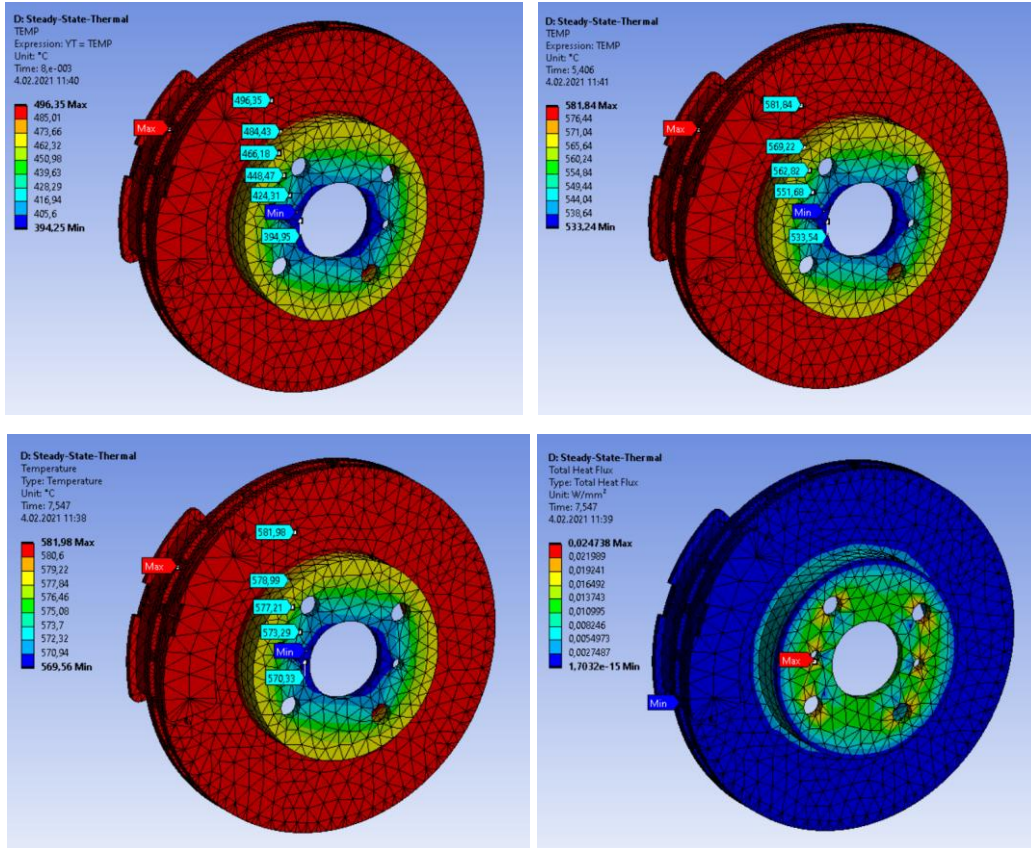 D: Steady-State-Thermal
TEMP
Expression: YT = TEMP
Unit: °C
Time: 8,e-003
4.02.2021 11:40
496,35 Max
485,01
473,66
462,32
450,98
439,63
428,29
416,94
405,6
394,25 Min
496,35
Max
484,43
466,18
448,47
424,31
Min
394,95
D: Steady-State-Thermal
TEMP
Expression: TEMP
Unit: °C
Time: 5,406
4.02.2021 11:41
581,84 Max
576,44
571,04
565,64
560,24
554,84
549,44
544,04
538,64
533,24 Min
581,84
Max
569,22
562,82
551,68
Min
533,54
D: Steady-State-Thermal
Temperature
Type: Temperature
Unit: °C
Time: 7,547
4.02.2021 11:38
581,98 Max
580,6
579,22
577,84
576,46
575,08
573,7
572,32
570,94
569,56 Min
581,98
Max
578,99
577,21
573,29
Min
570,33
D: Steady-State-Thermal
Total Heat Flux
Type: Total Heat Flux
Unit: W/mm²
Time: 7,547
4.02.2021 11:39
0,024738 Max
0,021989
0,019241
0,016492
0,013743
0,010995
0,008246
0,0054973
0,0027487
1,7032e-15 Min
Max
Min